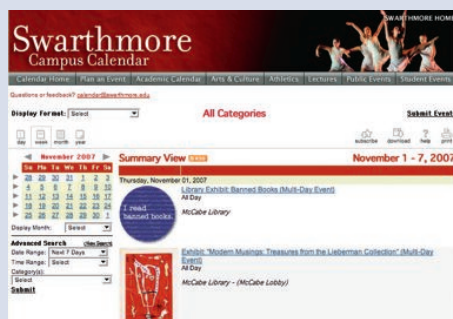 SWARTHMORE HOME
Swarthmore
Campus Calendar
Calendar Home Plan an Event Academic Calendar Arts & Culture Athletics Lectures Public Events Student Events
Questions or feedback? calendar@swarthmore.edu
Display Format: Select
All Categories
Submit Event
day week month year
subscribe download help print
November 2007
Su Mo Tu We Th Fr Sa
28 29 30 31 1 2 3
4 5 6 7 8 9 10
11 12 13 14 15 16 17
18 19 20 21 22 23 24
25 26 27 28 29 30 1
Display Month: Select
Advanced Search
Date Range: Next 7 Days
Time Range: Select
Category(s):
Select
Submit
Summary View
November 1 - 7, 2007
Thursday, November 01, 2007
I read
banned books.
Library Exhibit: Banned Books (Multi-Day Event)
All Day
McCabe Library
Exhibit: "Modern Musings: Treasures from the Lieberman Collection" (Multi-Day
Event)
All Day
McCabe Library - (McCabe Lobby)